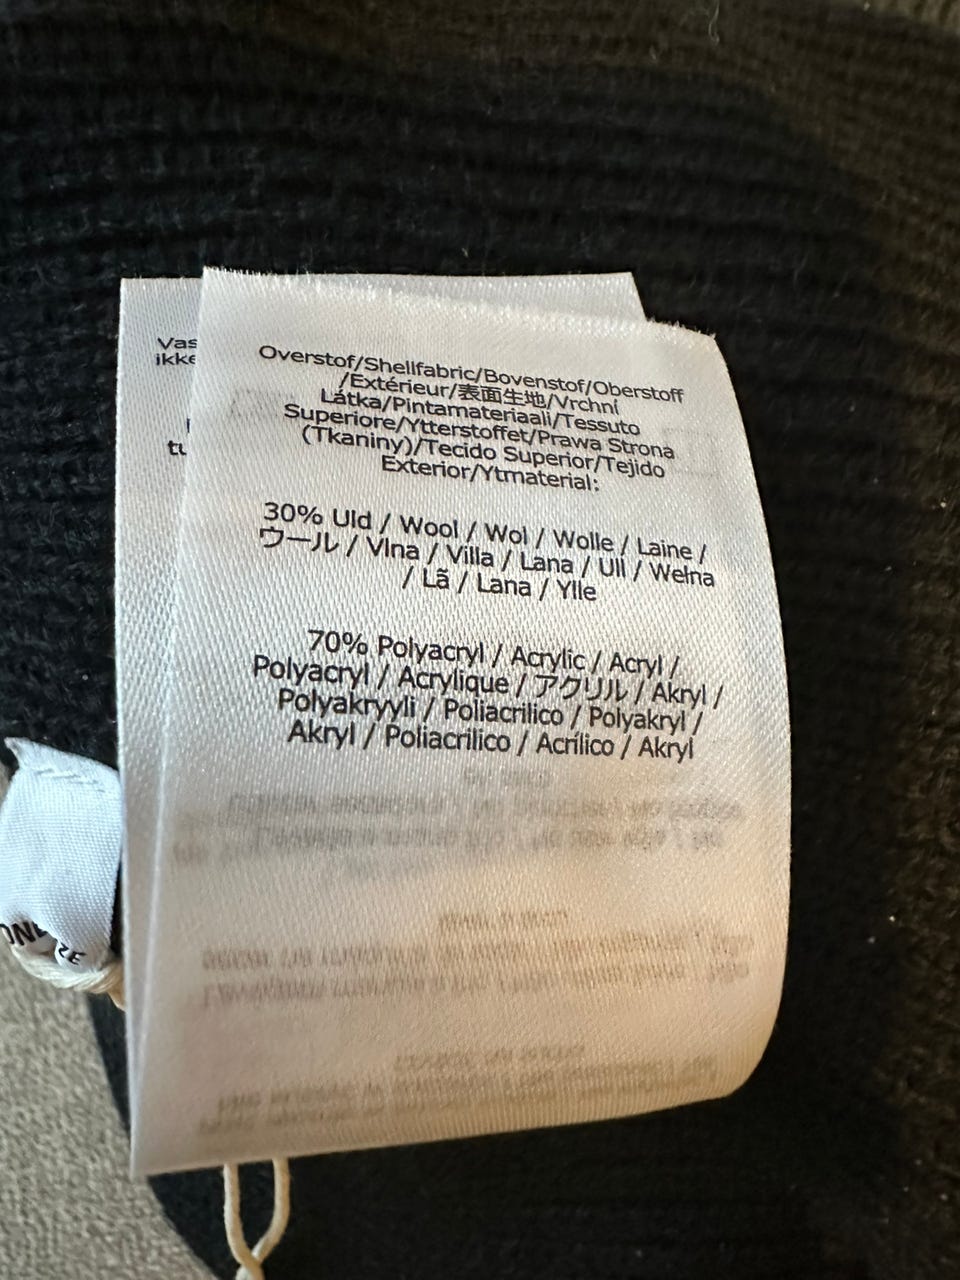 Vas
ikke
tu
Overstof/Shellfabric/Bovenstof/Oberstoff
/Extérieur/表面生地/Vrchní
Látka/Pintamateriaali/Tessuto
Superiore/Ytterstoffet/Prawa Strona
(Tkaniny)/Tecido Superior/Tejido
Exterior/Ytmaterial:
30% Uld / Wool / Wol / Wolle / Laine /
ウール / Vlna / Villa / Lana / Ull / Wełna
/ Lã / Lana / Ylle
70% Polyacryl / Acrylic / Acryl /
Polyacryl / Acrylique / アクリル / Akryl /
Polyakryyli / Poliacrilico / Polyakryl /
Akryl / Poliacrilico / Acrílico / Akryl